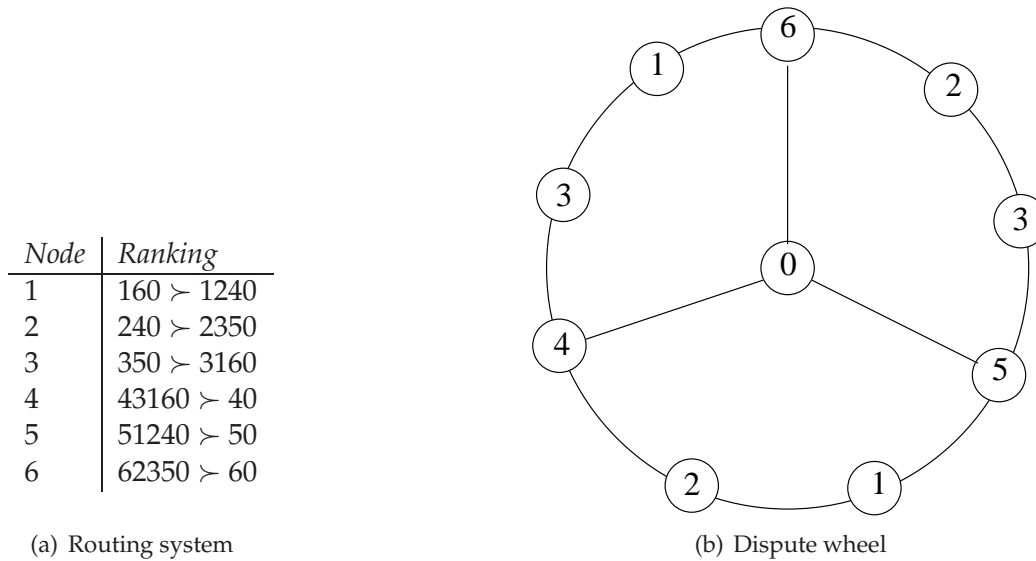 Node Ranking
1 160 ≻ 1240
2 240 ≻ 2350
3 350 ≻ 3160
4 43160 ≻ 40
5 51240 ≻ 50
6 62350 ≻ 60
(a) Routing system
6
1
2
3
3
0
4
5
2
1
(b) Dispute wheel